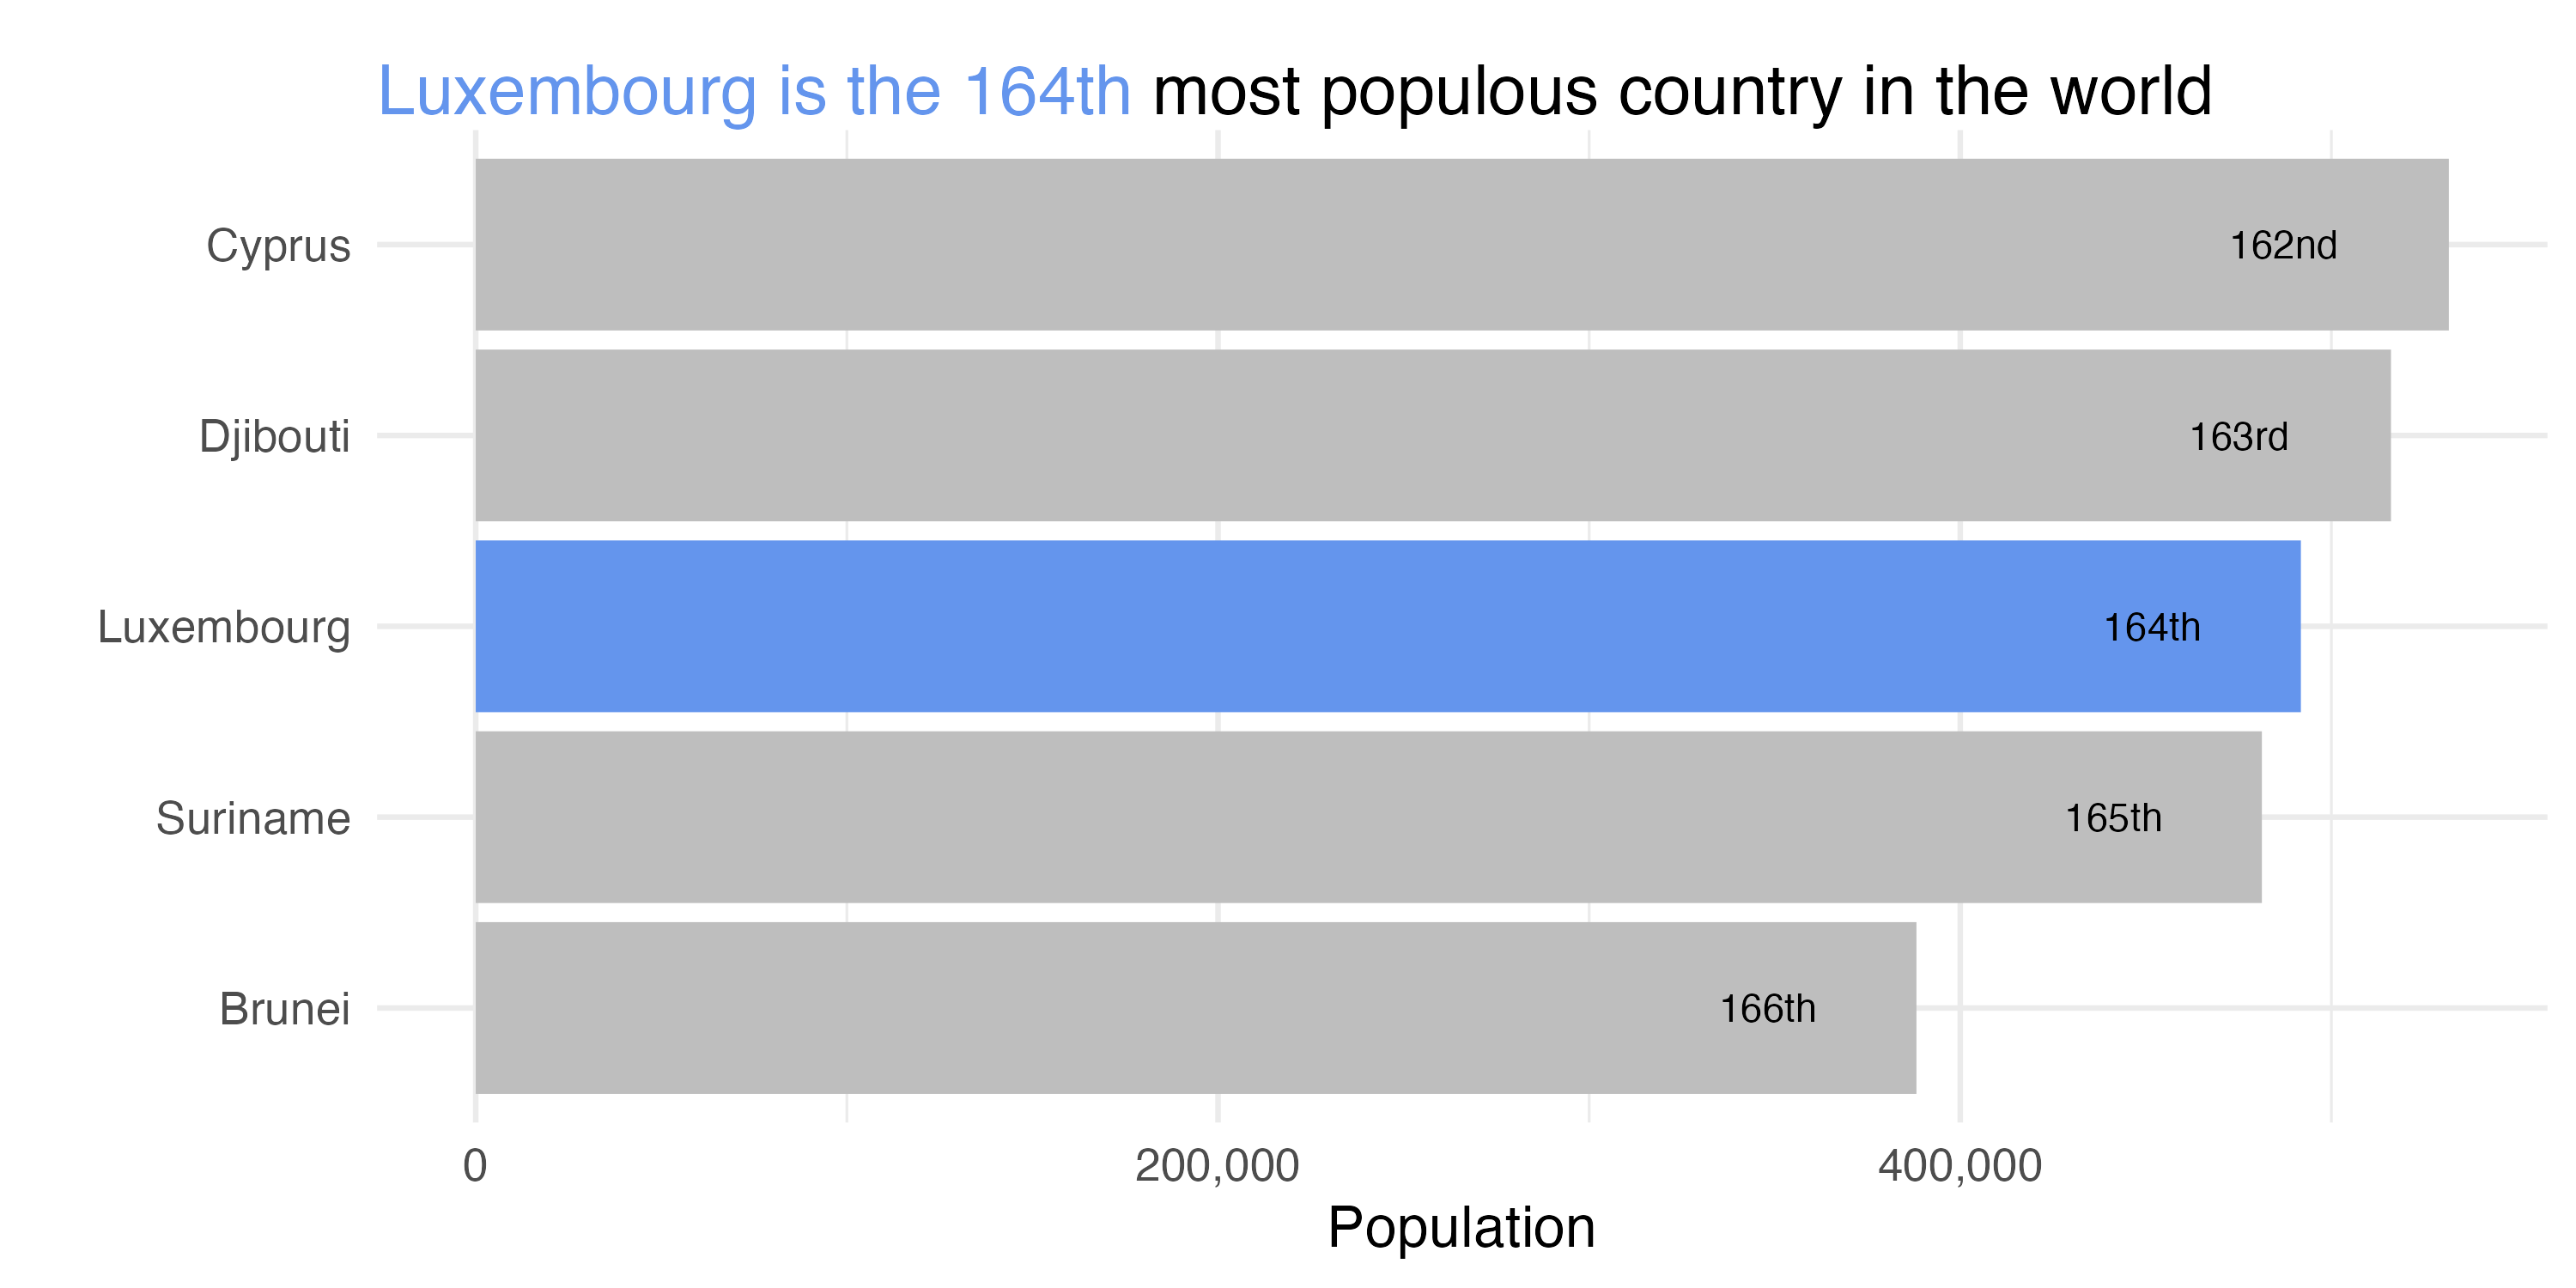 Luxembourg is the 164th most populous country in the world
Cyprus
162nd
Djibouti
163rd
Luxembourg
164th
Suriname
165th
Brunei
166th
0
200,000
400,000
Population